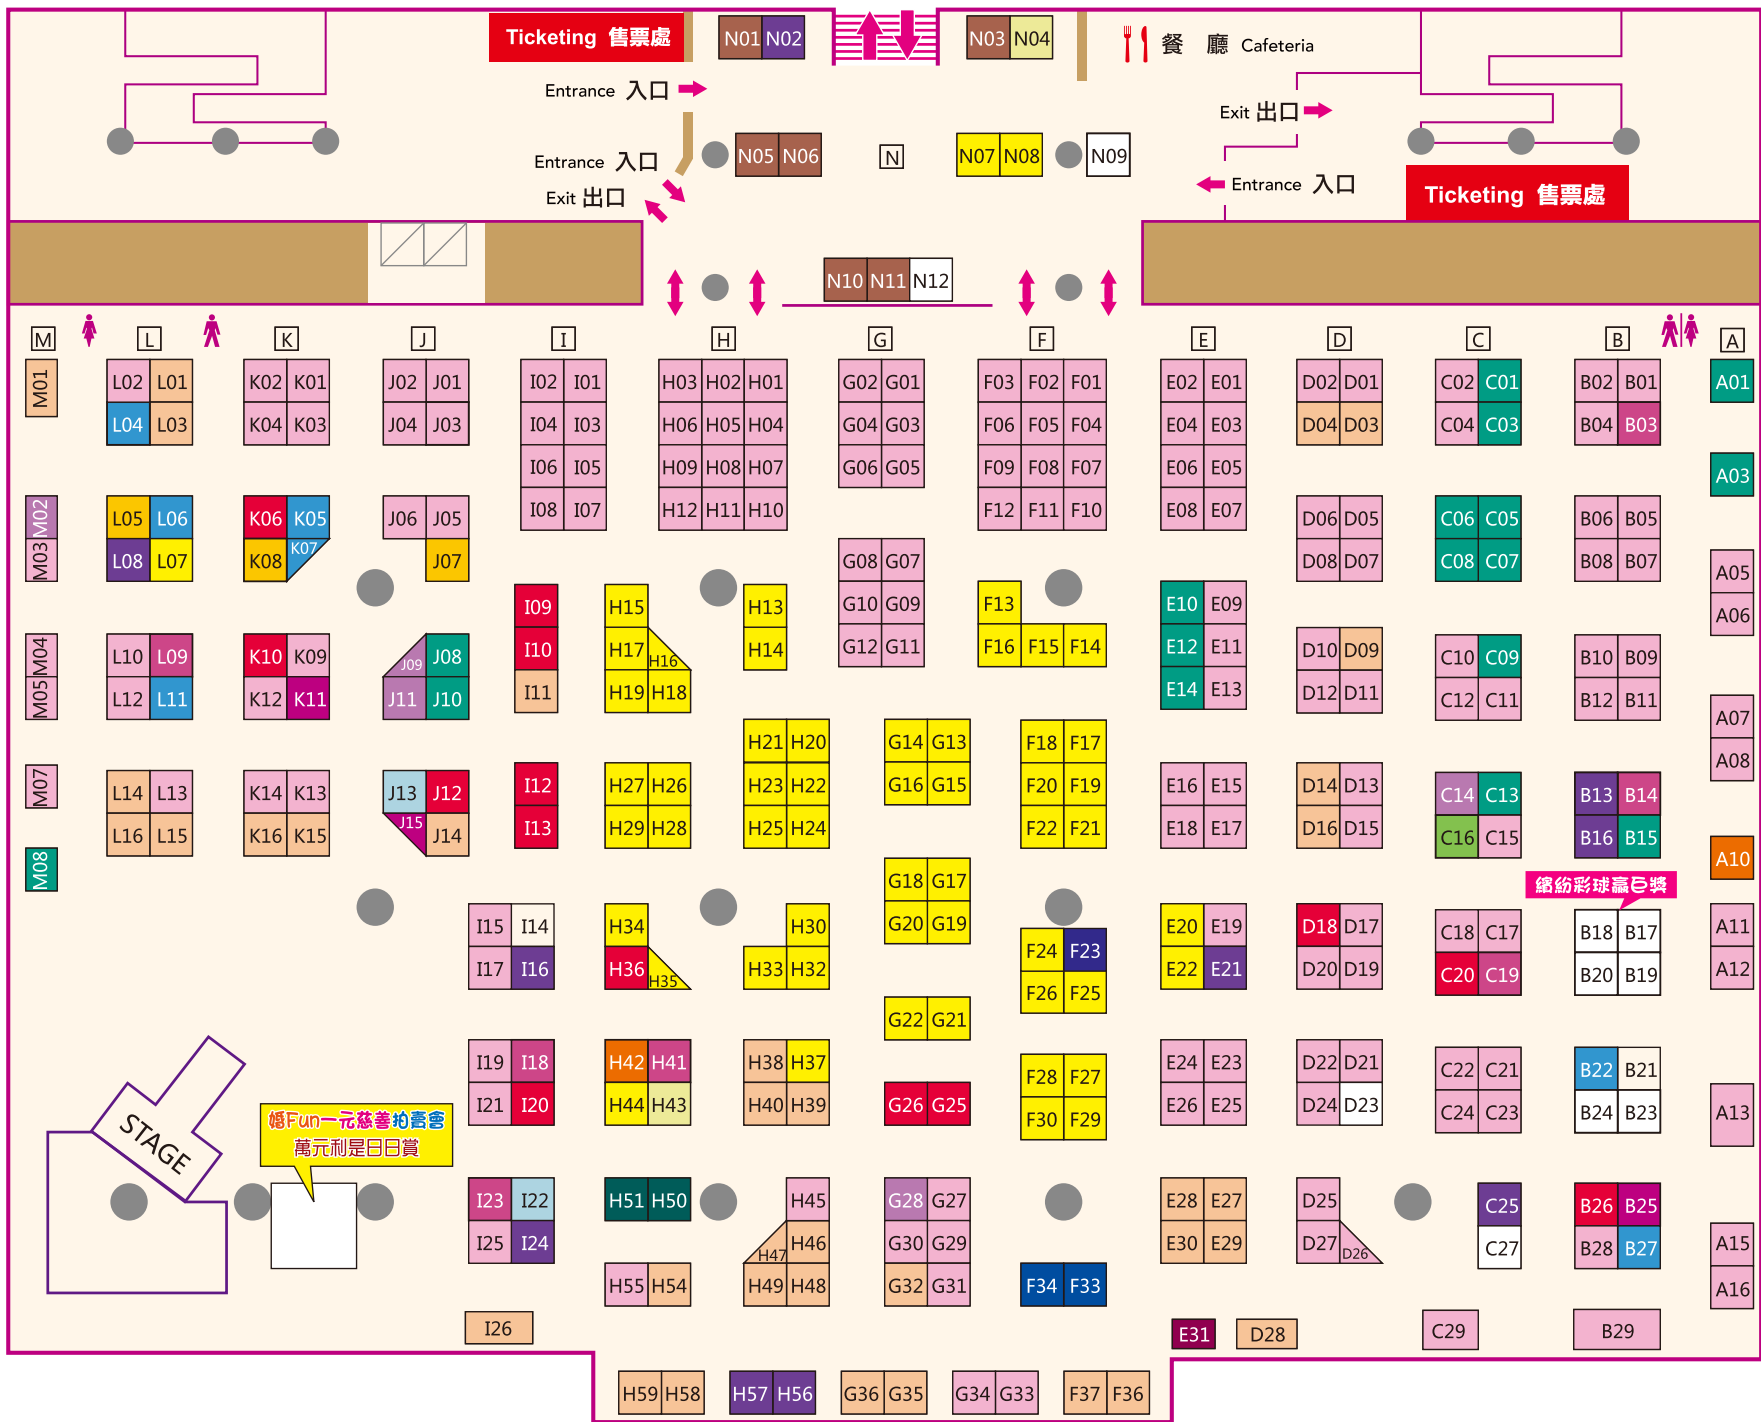 Ticketing 售票處
N01 N02
N03 N04
餐 廳 Cafeteria
Entrance 入口
Exit 出口
Entrance 入口
Exit 出口
N05 N06
N
N07 N08
N09
Entrance 入口
Ticketing 售票處
N10 N11 N12
M L K J I H G F E D C B A
M01
L02 L01
K02 K01
J02 J01
I02 I01
H03 H02 H01
G02 G01
F03 F02 F01
E02 E01
D02 D01
C02 C01
B02 B01
A01
L04 L03
K04 K03
J04 J03
I04 I03
H06 H05 H04
G04 G03
F06 F05 F04
E04 E03
D04 D03
C04 C03
B04 B03
I06 I05
H09 H08 H07
G06 G05
F09 F08 F07
E06 E05
A03
M02
L05 L06
K06 K05
J06 J05
I08 I07
H12 H11 H10
F12 F11 F10
E08 E07
D06 D05
C06 C05
B06 B05
M03
L08 L07
K08 K07
J07
G08 G07
D08 D07
C08 C07
B08 B07
A05
I09
H15
H13
G10 G09
F13
E10 E09
A06
M04
L10 L09
K10 K09
J09 J08
I10
H17 H16
H14
G12 G11
F16 F15 F14
E12 E11
D10 D09
C10 C09
B10 B09
M05
L12 L11
K12 K11
J11 J10
I11
H19 H18
E14 E13
D12 D11
C12 C11
B12 B11
A07
H21 H20
G14 G13
F18 F17
A08
M07
L14 L13
K14 K13
J13 J12
I12
H27 H26
H23 H22
G16 G15
F20 F19
E16 E15
D14 D13
C14 C13
B13 B14
L16 L15
K16 K15
J15 J14
I13
H29 H28
H25 H24
F22 F21
E18 E17
D16 D15
C16 C15
B16 B15
M08
A10
G18 G17
繽紛彩球贏巨獎
I15 I14
H34
H30
G20 G19
E20 E19
D18 D17
C18 C17
B18 B17
A11
F24 F23
I17 I16
H36 H35
H33 H32
E22 E21
D20 D19
C20 C19
B20 B19
A12
F26 F25
G22 G21
I19 I18
H42 H41
H38 H37
F28 F27
E24 E23
D22 D21
C22 C21
B22 B21
I21 I20
H44 H43
H40 H39
G26 G25
F30 F29
E26 E25
D24 D23
C24 C23
B24 B23
A13
STAGE
婚Fun一元慈善拍賣會
萬元利是日日賞
I23 I22
H51 H50
H45
G28 G27
E28 E27
D25
C25
B26 B25
I25 I24
H47 H46
G30 G29
E30 E29
D27 D26
C27
B28 B27
A15
H55 H54
H49 H48
G32 G31
F34 F33
A16
I26
E31
D28
C29
B29
H59 H58
H57 H56
G36 G35
G34 G33
F37 F36